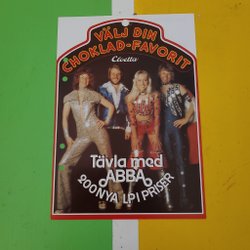 VÄLJ DIN
CHOKLAD-FAVORIT
Cloetta
Tävla med
ABBA
200 NYA LP I PRISER